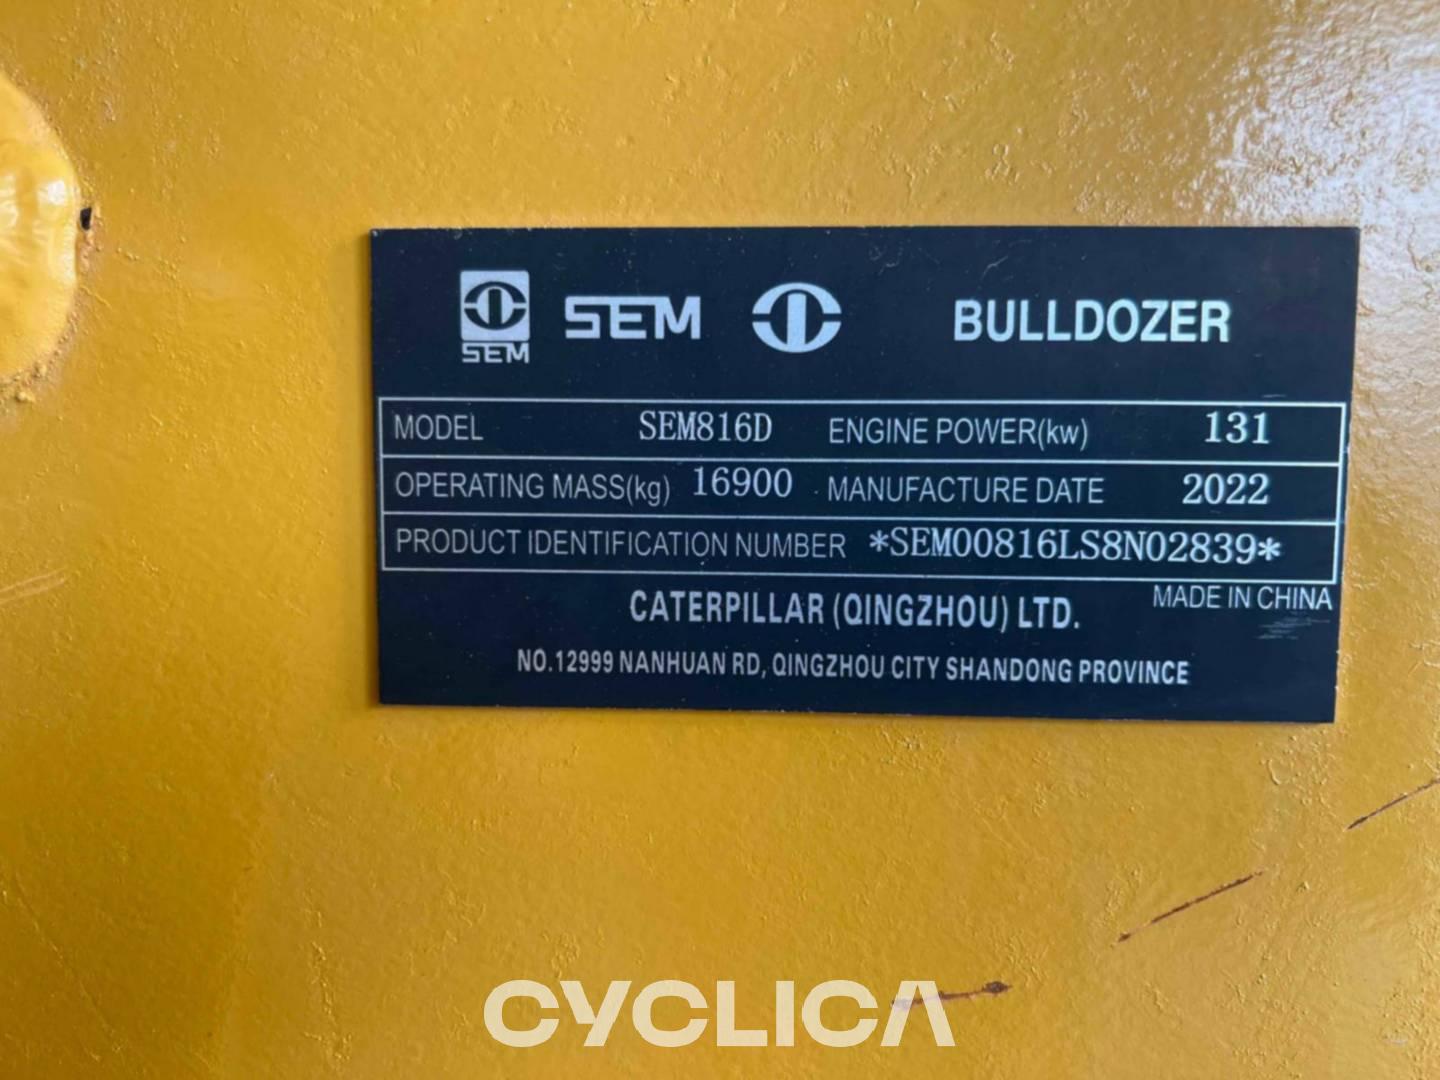 SEM SEM BULLDOZER
MODEL SEM816D ENGINE POWER(kw) 131
OPERATING MASS(kg) 16900 MANUFACTURE DATE 2022
PRODUCT IDENTIFICATION NUMBER *SEM00816LS8N02839*
MADE IN CHINA
CATERPILLAR (QINGZHOU) LTD.
NO.12999 NANHUAN RD, QINGZHOU CITY SHANDONG PROVINCE
CYCLICA